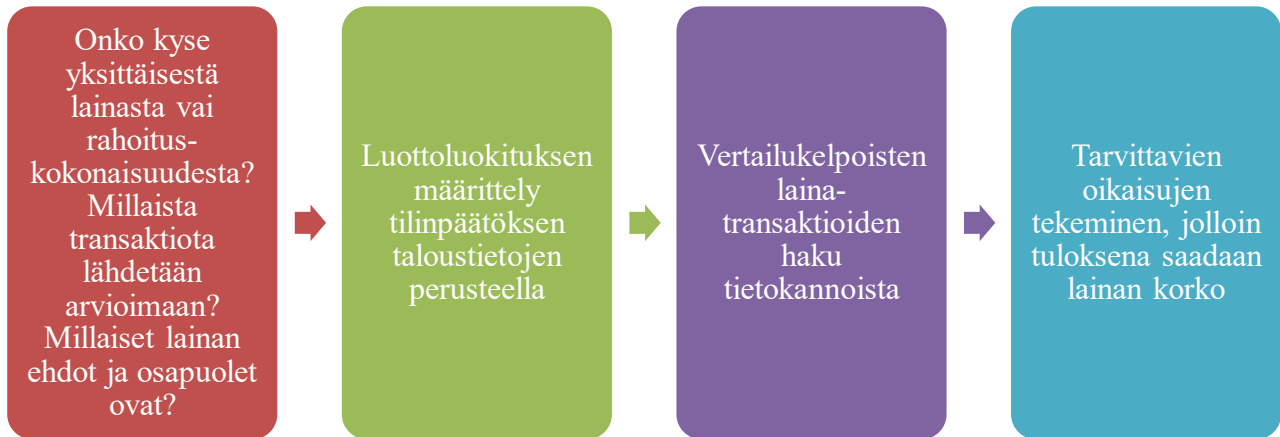 Onko kyse
yksittäisestä
lainasta vai
rahoitus-
kokonaisuudesta?
Millaista
transaktiota
lähdetään
arvioimaan?
Millaiset lainan
ehdot ja osapuolet
ovat?
Luottoluokituksen
määrittely
tilinpäätöksen
taloustietojen
perusteella
Vertailukelpoisten
laina-
transaktioiden
haku
tietokannoista
Tarvittavien
oikaisujen
tekeminen, jolloin
tuloksena saadaan
lainan korko